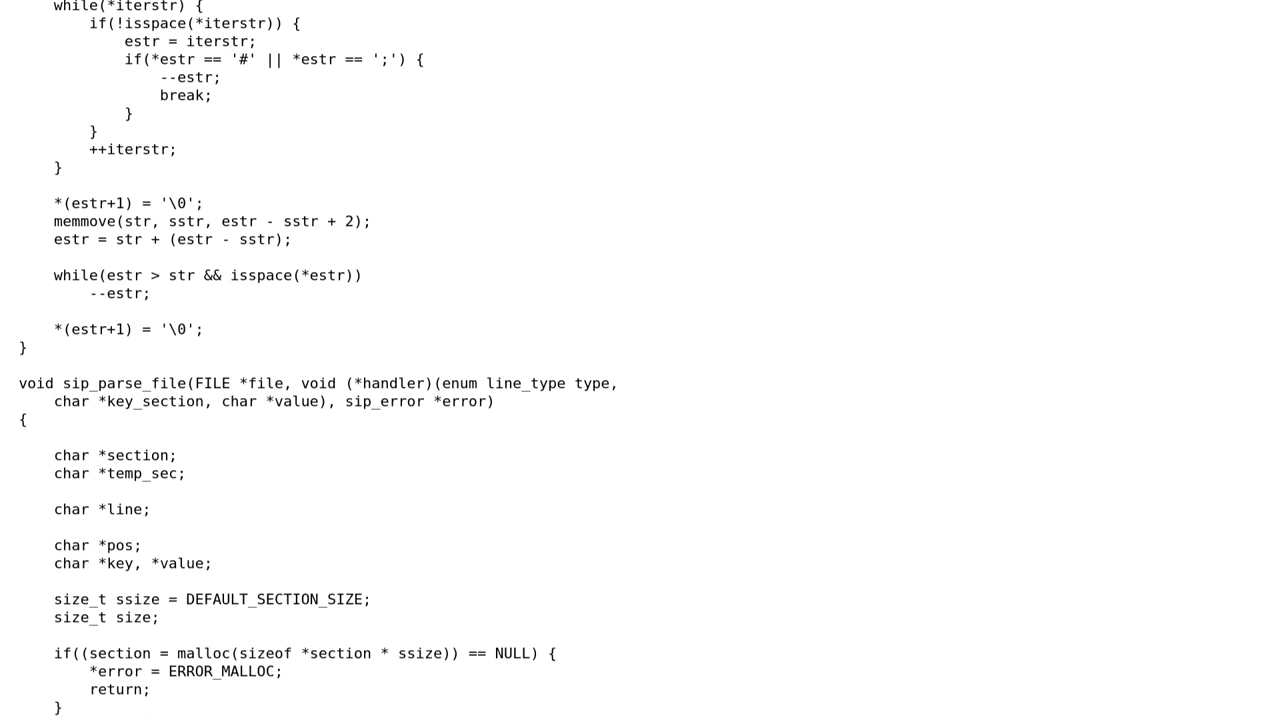 while(*iterstr) {
if(!isspace(*iterstr)) {
estr = iterstr;
if(*estr == '#' || *estr == ';') {
--estr;
break;
}
}
++iterstr;
}
*(estr+1) = '\0';
memmove(str, sstr, estr - sstr + 2);
estr = str + (estr - sstr);
while(estr > str && isspace(*estr))
--estr;
*(estr+1) = '\0';
}
void sip_parse_file(FILE *file, void (*handler)(enum line_type type,
char *key_section, char *value), sip_error *error)
{
char *section;
char *temp_sec;
char *line;
char *pos;
char *key, *value;
size_t ssize = DEFAULT_SECTION_SIZE;
size_t size;
if((section = malloc(sizeof *section * ssize)) == NULL) {
*error = ERROR_MALLOC;
return;
}